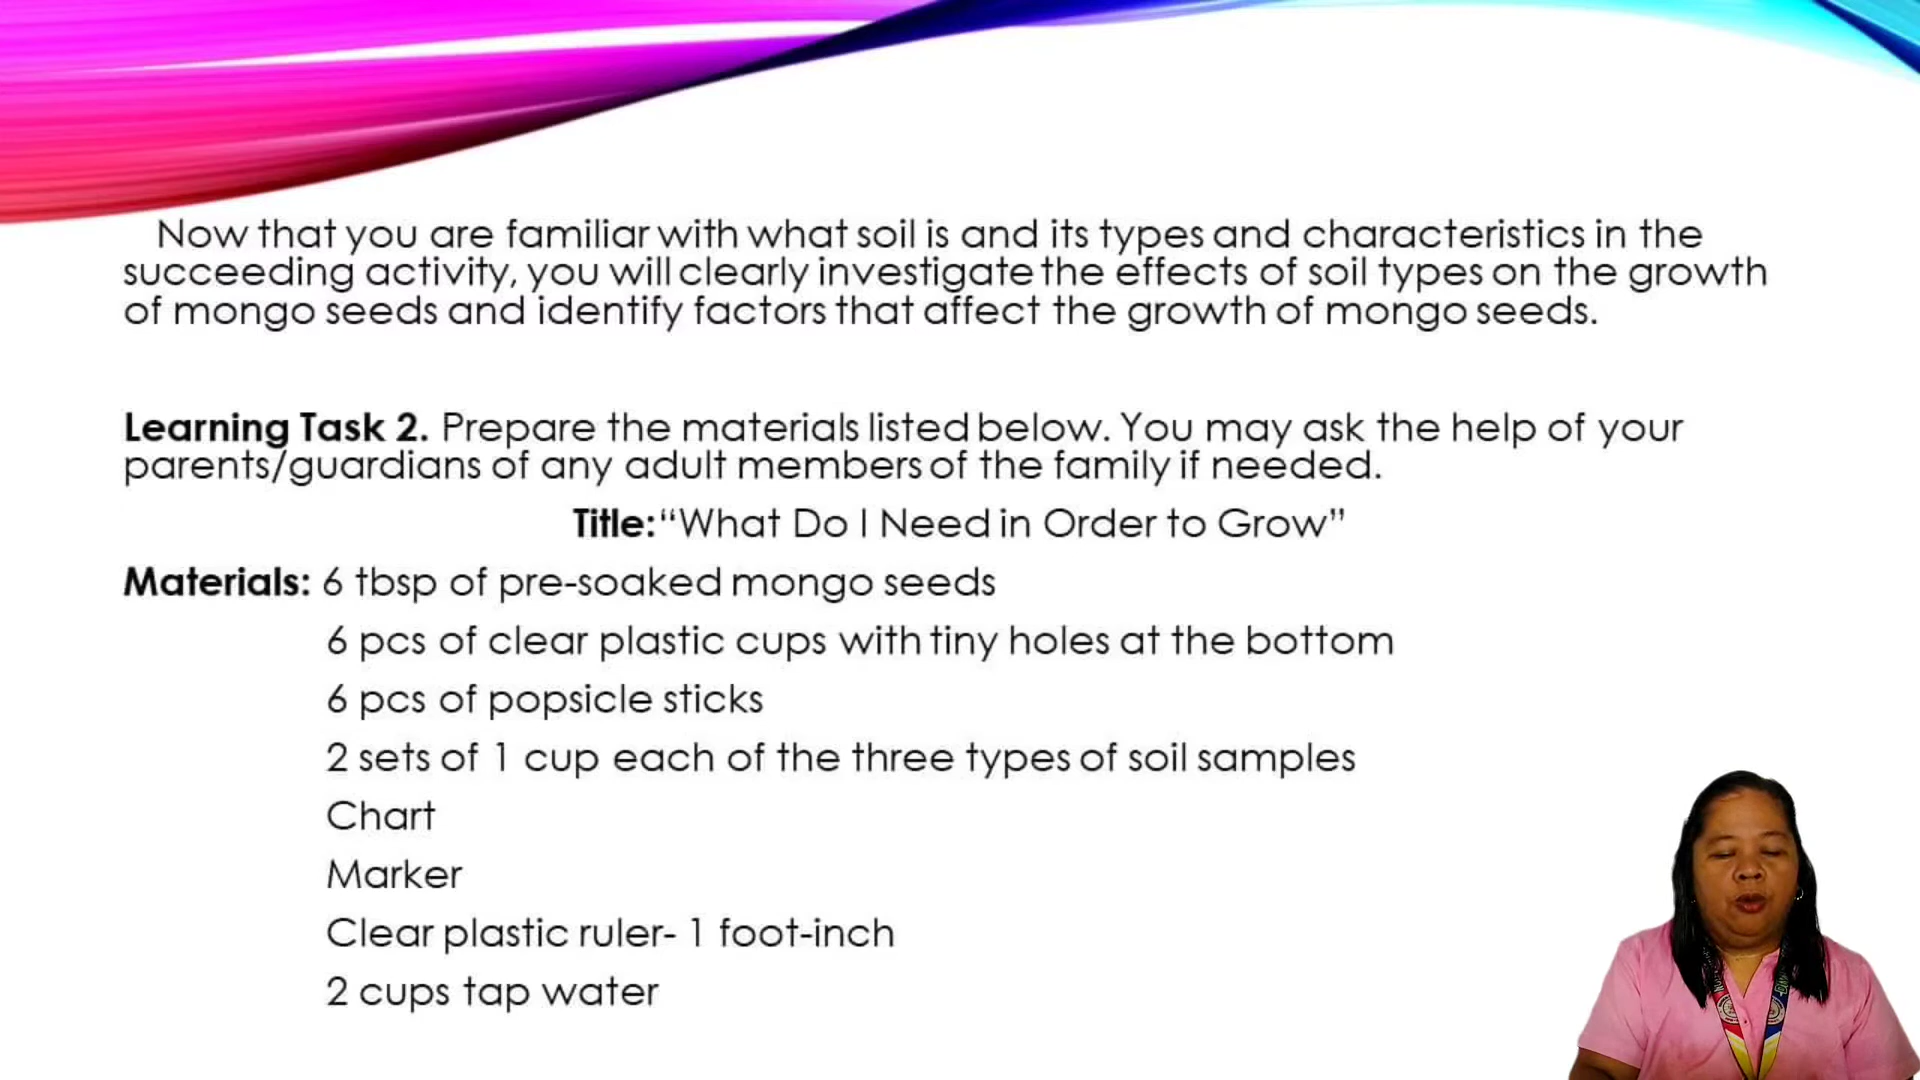 Now that you are familiar with what soil is and its types and characteristics in the
succeeding activity, you will clearly investigate the effects of soil types on the growth
of mongo seeds and identify factors that affect the growth of mongo seeds.
Learning Task 2. Prepare the materials listed below. You may ask the help of your
parents/guardians of any adult members of the family if needed.
Title:“What Do I Need in Order to Grow”
Materials: 6 tbsp of pre-soaked mongo seeds
6 pcs of clear plastic cups with tiny holes at the bottom
6 pcs of popsicle sticks
2 sets of 1 cup each of the three types of soil samples
Chart
Marker
Clear plastic ruler- 1 foot-inch
2 cups tap water